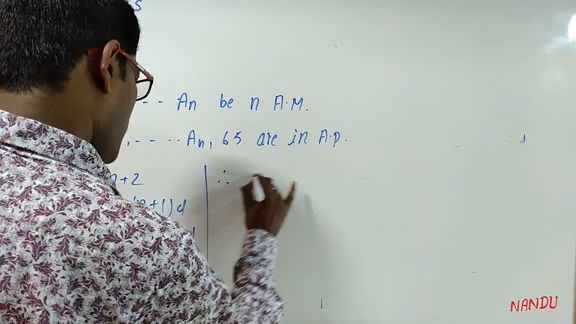 s
--- An be n A.M.
, --- -- An, 65 are in A.P.
n+2
(n+1)d
∴ -
NANDU